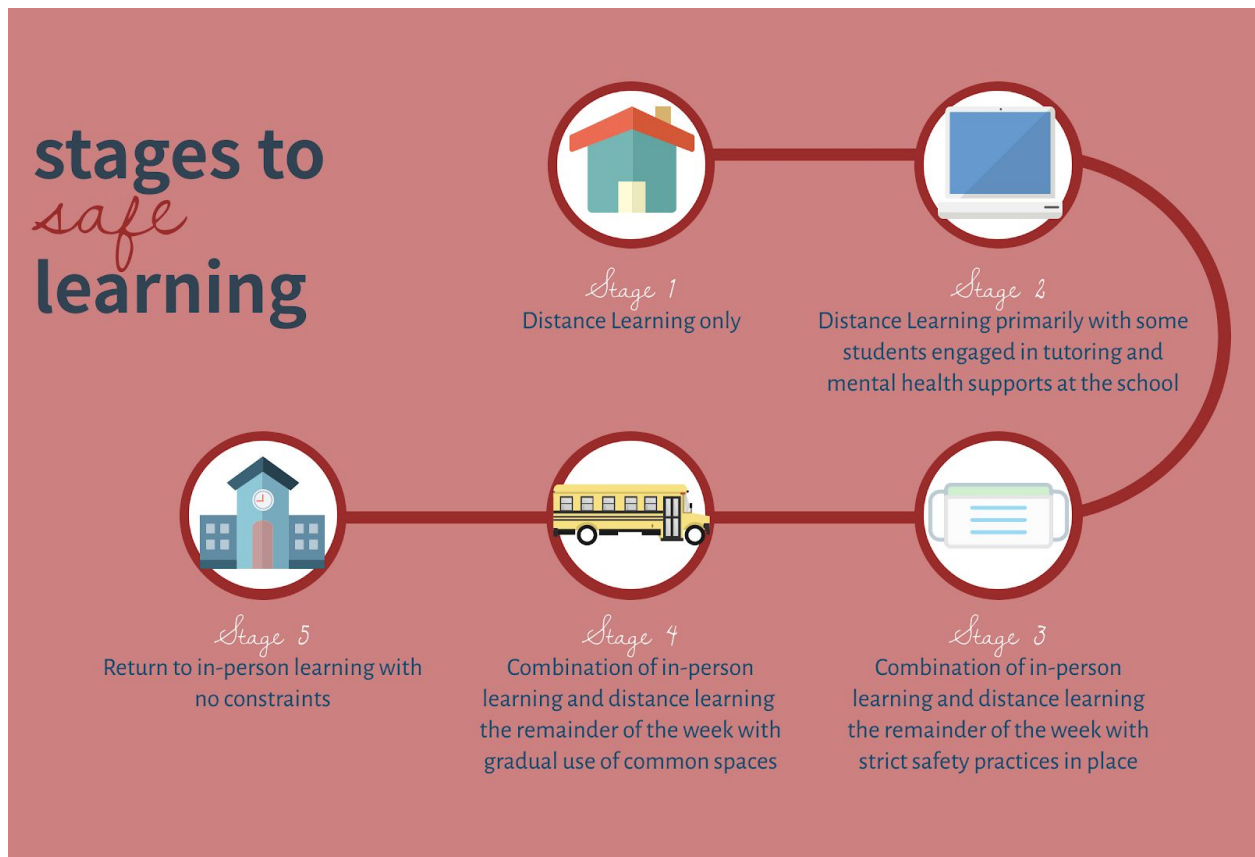 stages to
safe
learning
Stage 1
Distance Learning only
Stage 2
Distance Learning primarily with some
students engaged in tutoring and
mental health supports at the school
Stage 3
Combination of in-person
learning and distance learning
the remainder of the week with
strict safety practices in place
Stage 4
Combination of in-person
learning and distance learning
the remainder of the week with
gradual use of common spaces
Stage 5
Return to in-person learning with
no constraints